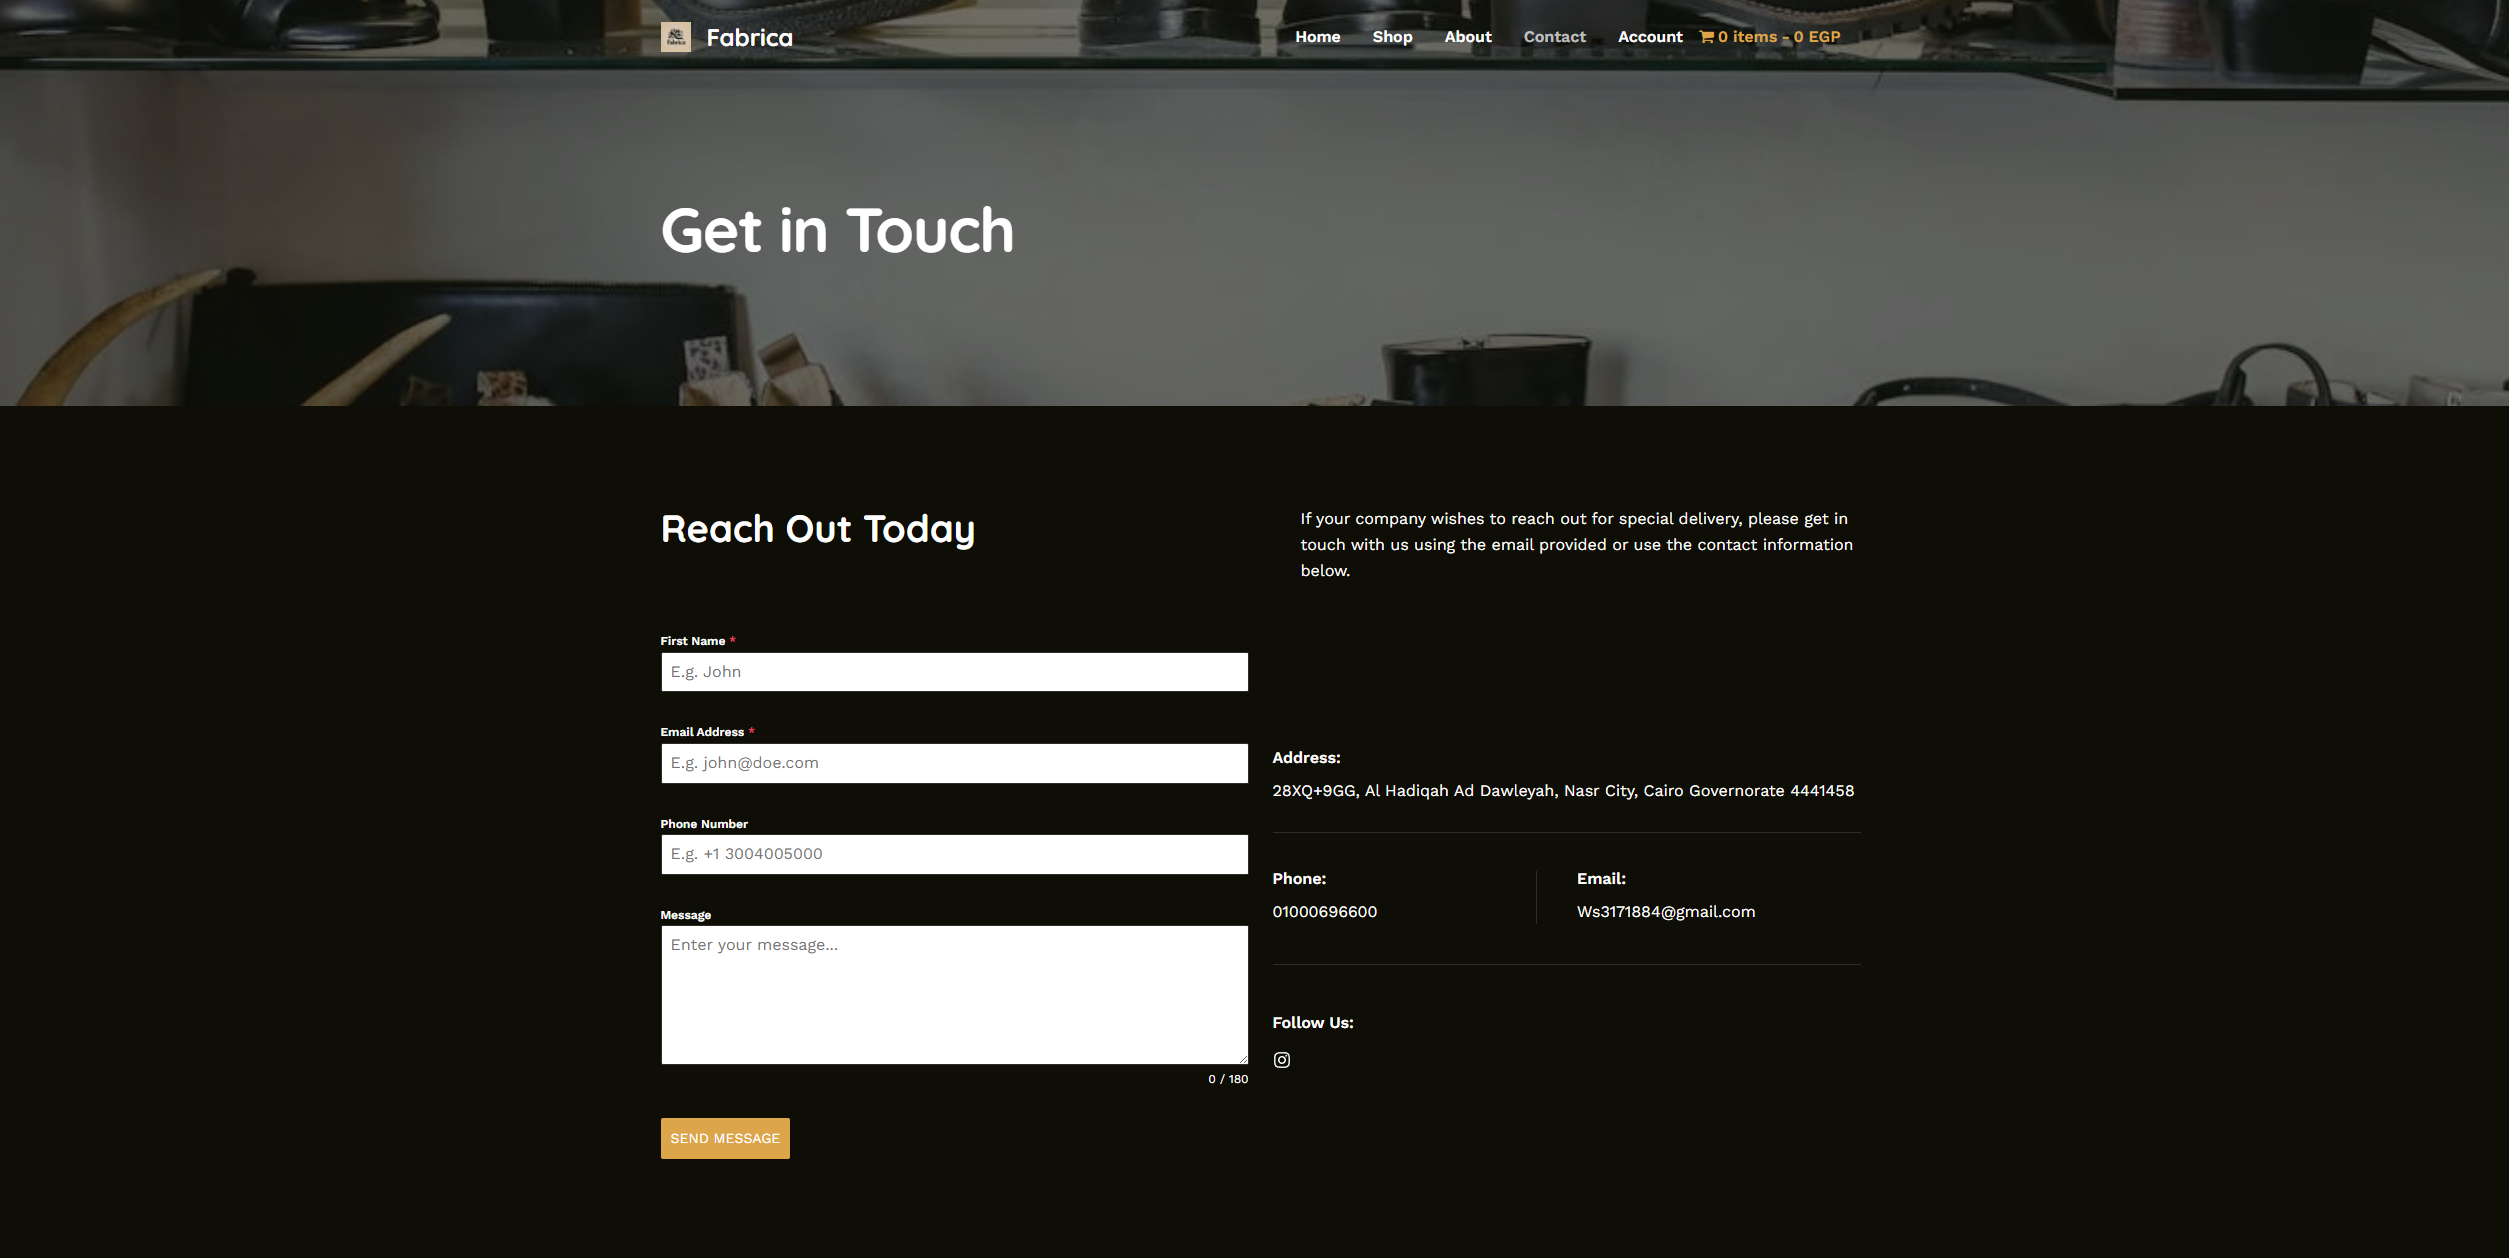 Fabrica
Home Shop About Contact Account 0 items - 0 EGP
Get in Touch
Reach Out Today
If your company wishes to reach out for special delivery, please get in
touch with us using the email provided or use the contact information
below.
First Name *
E.g. John
Email Address *
E.g. john@doe.com
Phone Number
E.g. +1 3004005000
Message
Enter your message...
0 / 180
SEND MESSAGE
Address:
28XQ+9GG, Al Hadiqah Ad Dawleyah, Nasr City, Cairo Governorate 4441458
Phone:
01000696600
Email:
Ws3171884@gmail.com
Follow Us: